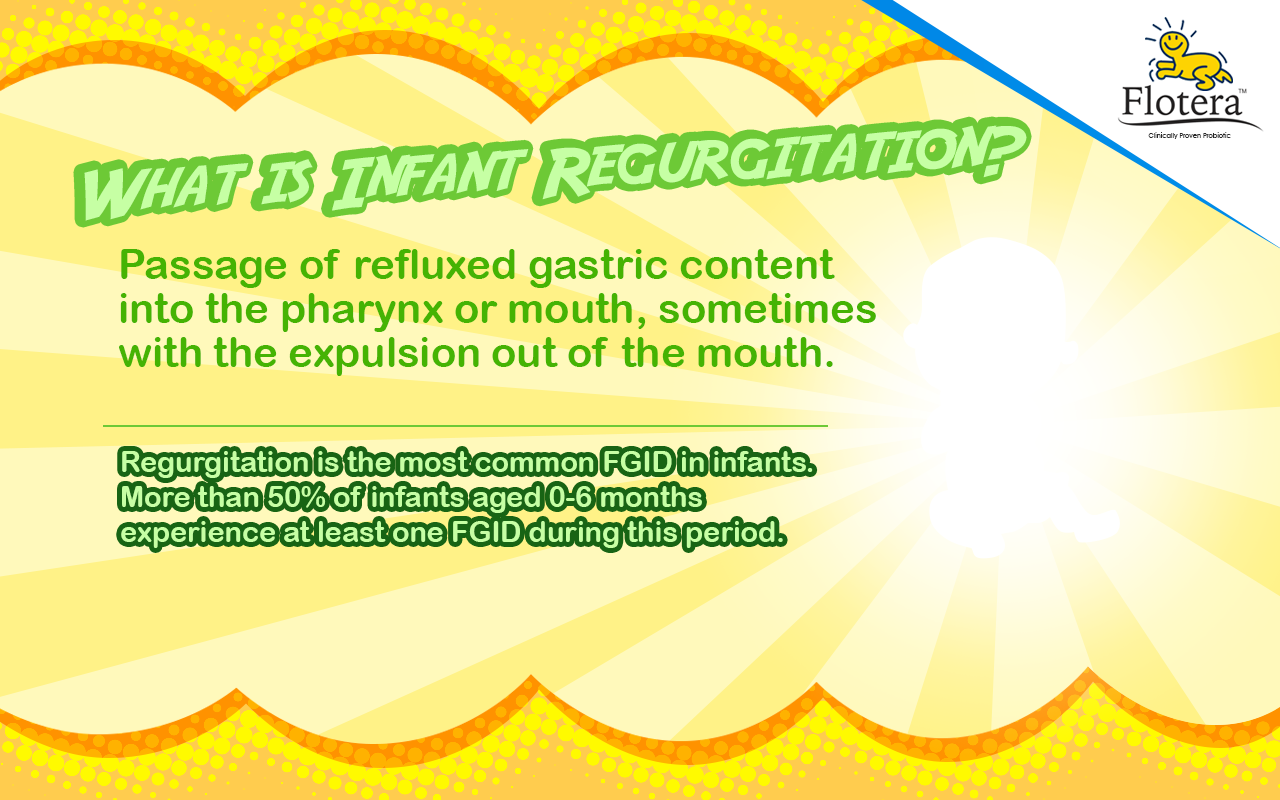 Flotera™
Clinically Proven Probiotic
What is Infant Regurgitation?
Passage of refluxed gastric content
into the pharynx or mouth, sometimes
with the expulsion out of the mouth.
Regurgitation is the most common FGID in infants.
More than 50% of infants aged 0-6 months
experience at least one FGID during this period.